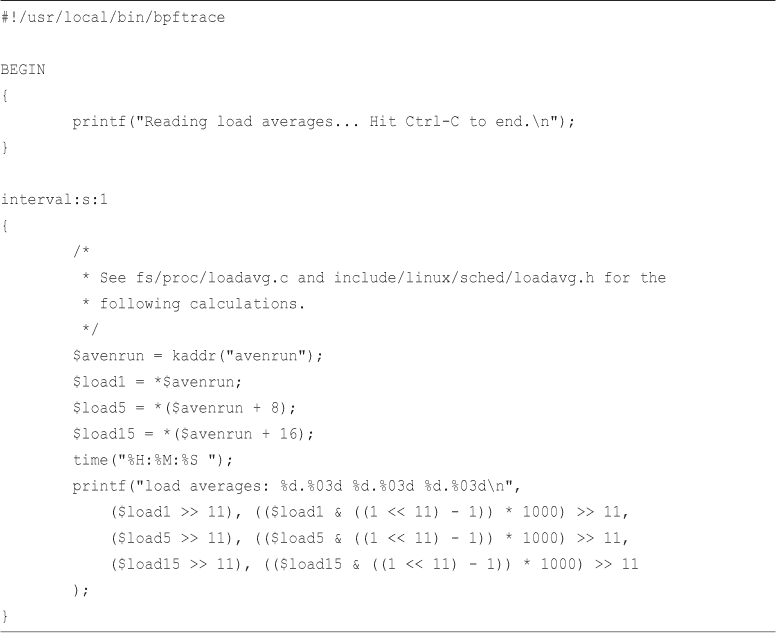 #!/usr/local/bin/bpftrace

BEGIN
{
        printf("Reading load averages... Hit Ctrl-C to end.\n");
}

interval:s:1
{
        /*
         * See fs/proc/loadavg.c and include/linux/sched/loadavg.h for the
         * following calculations.
         */
        $avenrun = kaddr("avenrun");
        $load1 = *$avenrun;
        $load5 = *($avenrun + 8);
        $load15 = *($avenrun + 16);
        time("%H:%M:%S ");
        printf("load averages: %d.%03d %d.%03d %d.%03d\n",
            ($load1 >> 11), (($load1 & ((1 << 11) - 1)) * 1000) >> 11,
            ($load5 >> 11), (($load5 & ((1 << 11) - 1)) * 1000) >> 11,
            ($load15 >> 11), (($load15 & ((1 << 11) - 1)) * 1000) >> 11
        );
}